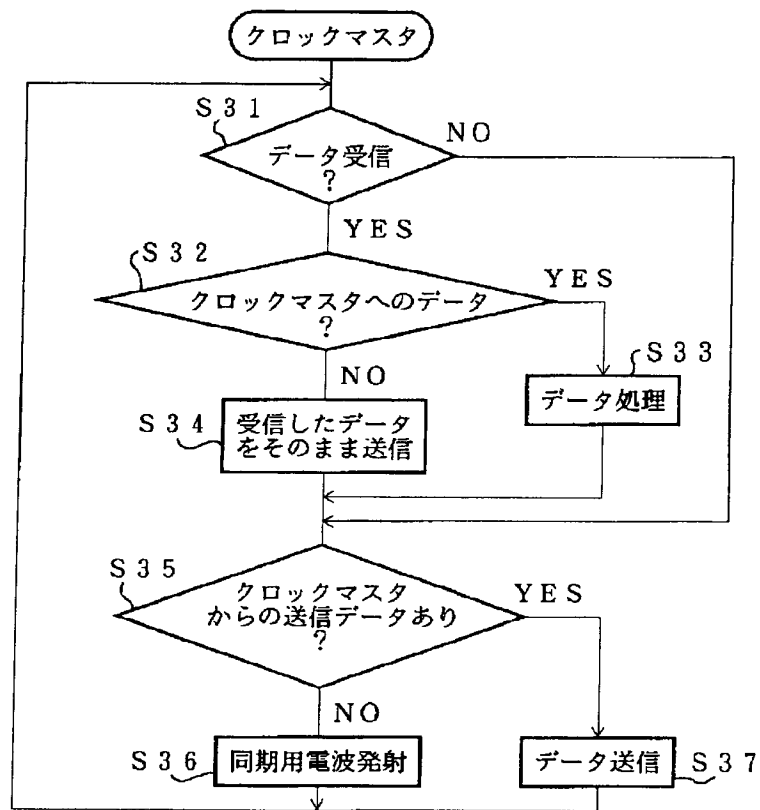 クロックマスタ
S31
NO
データ受信
?
YES
S32
YES
クロックマスタへのデータ
?
S33
NO
データ処理
S34
受信したデータ
をそのまま送信
S35
クロックマスタ
からの送信データあり
?
YES
NO
S36
同期用電波発射
データ送信
S37